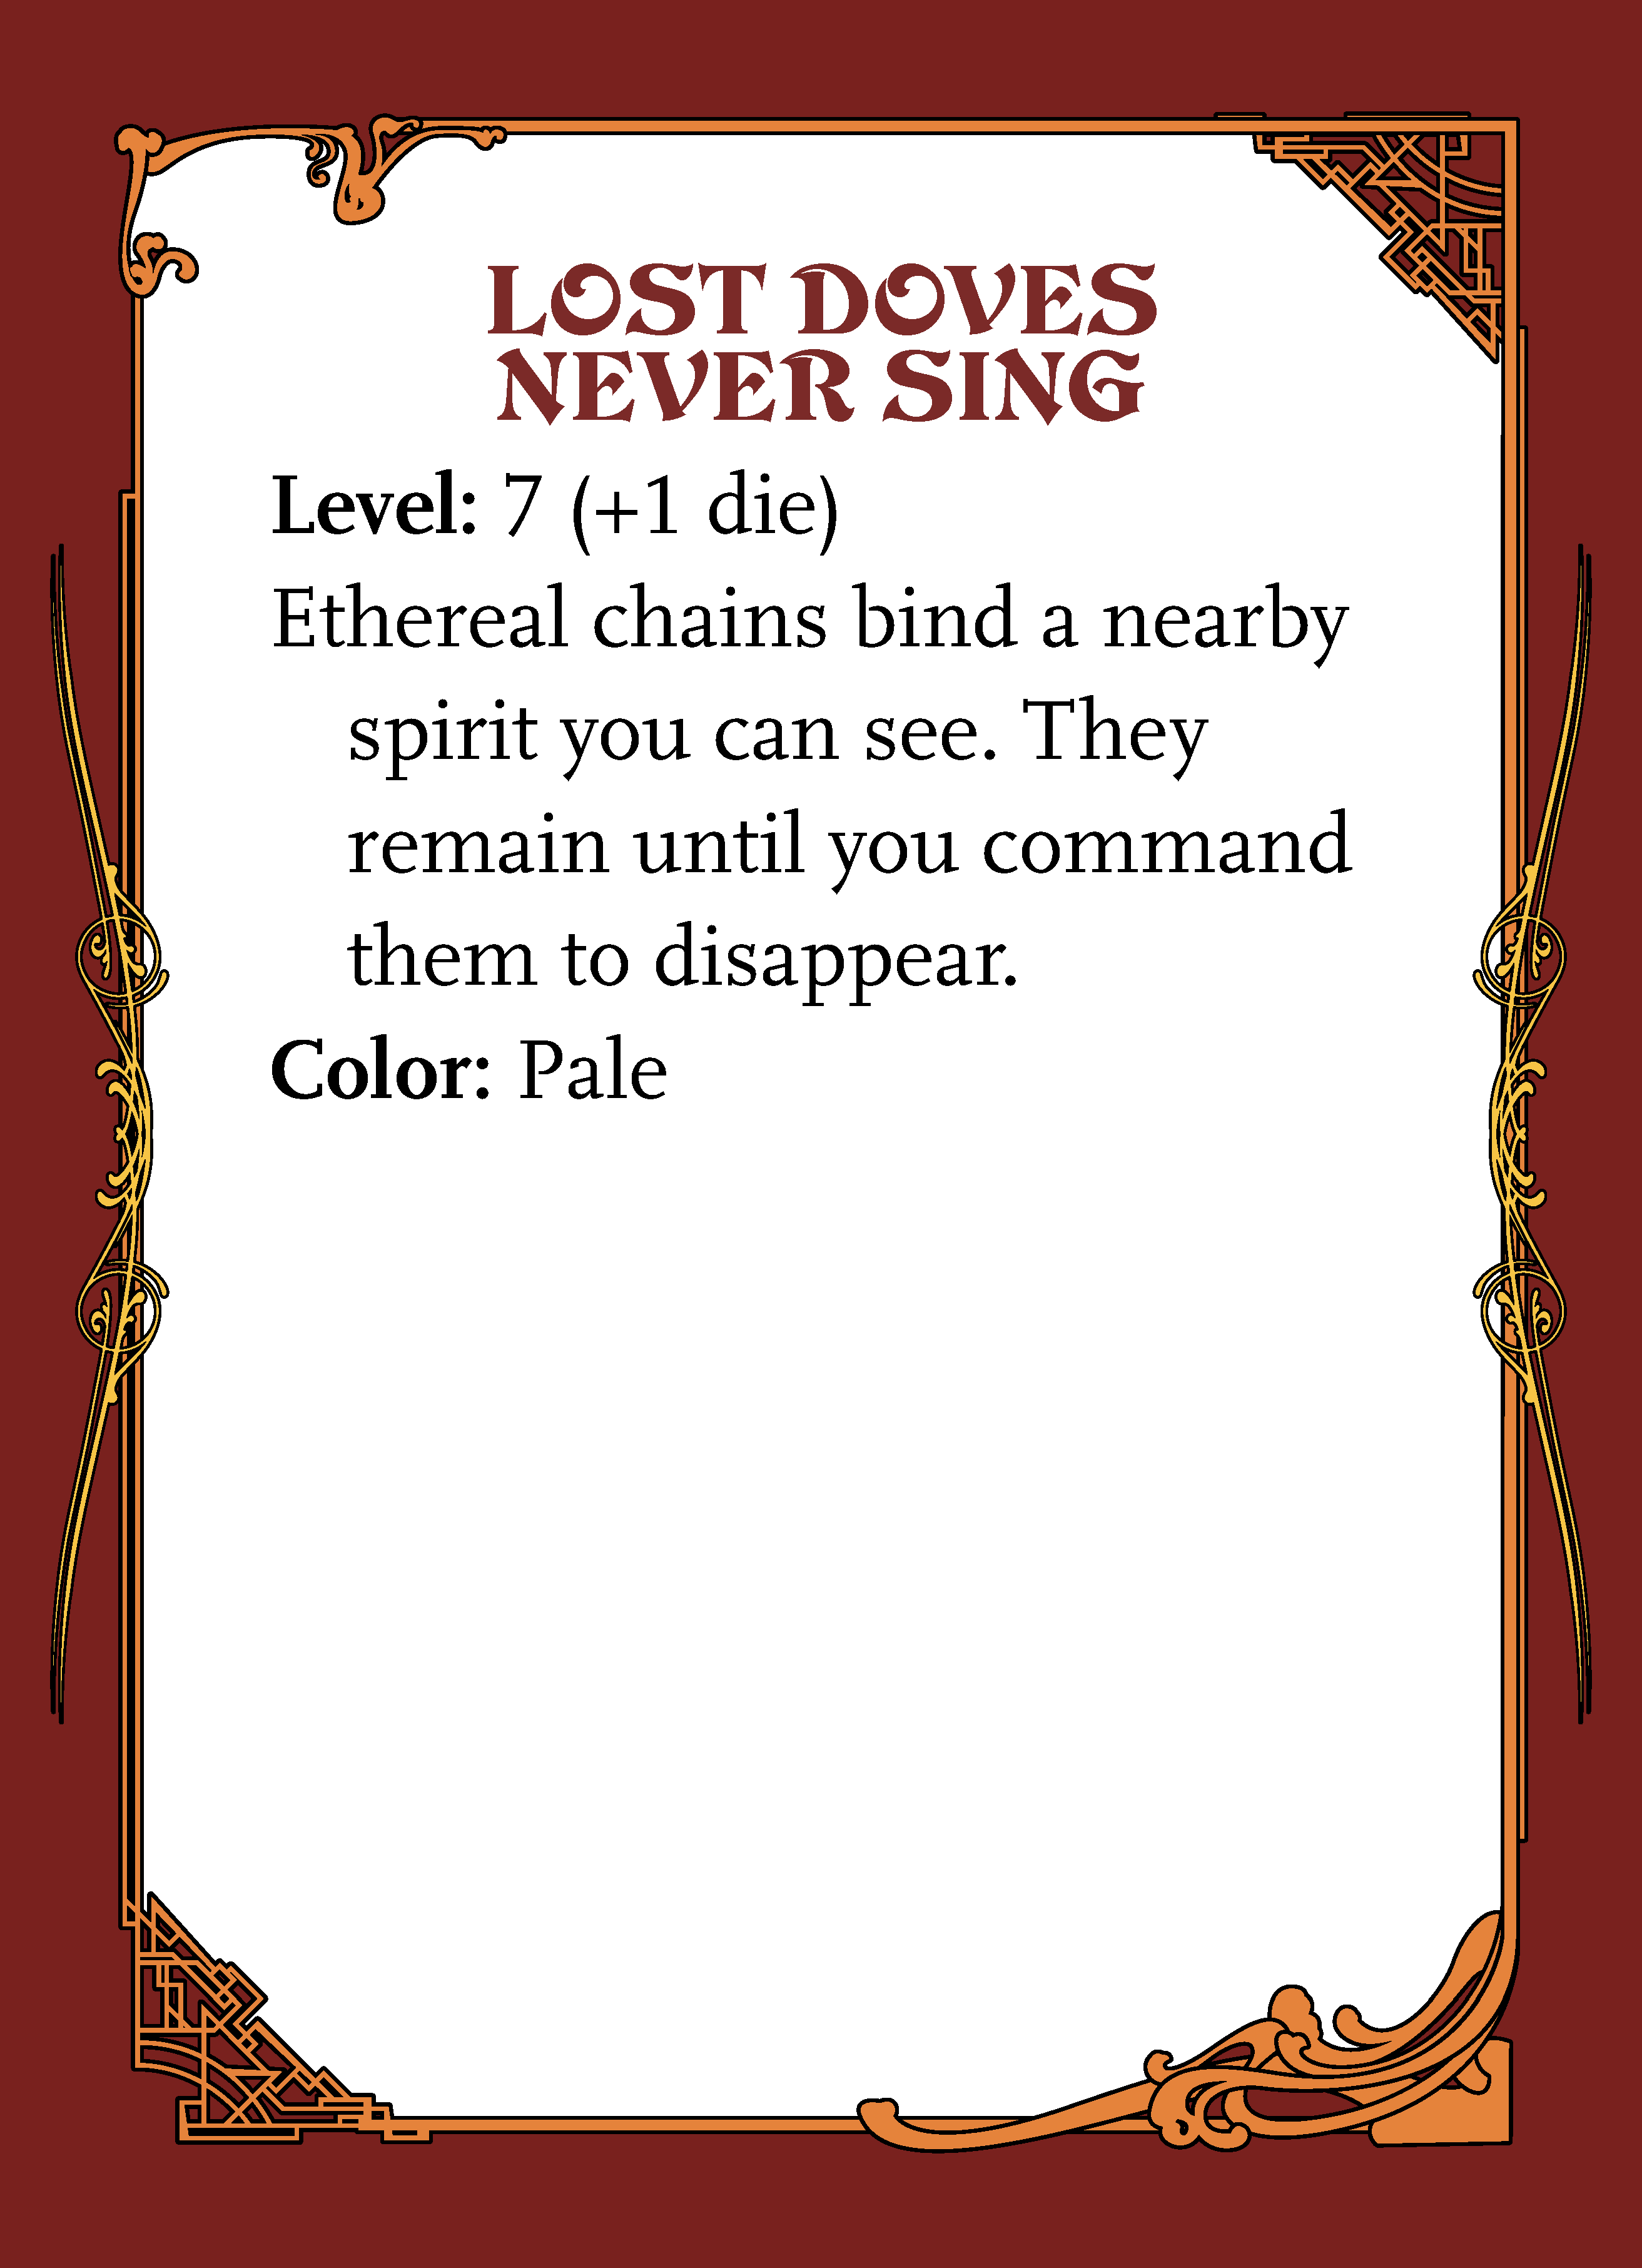 LOST DOVES
NEVER SING
Level: 7 (+1 die)
Ethereal chains bind a nearby
spirit you can see. They
remain until you command
them to disappear.
Color: Pale